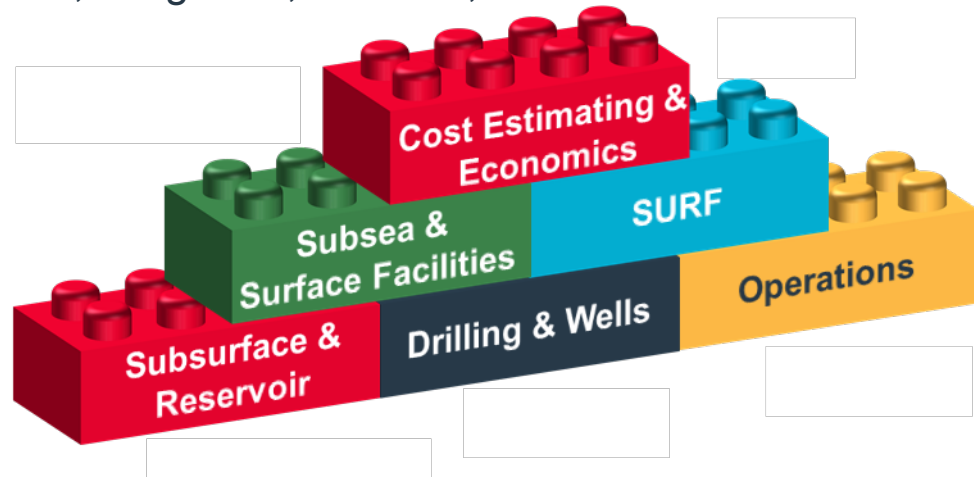 Cost Estimating &
Economics
Subsea &
Surface Facilities
SURF
Subsurface &
Reservoir
Drilling & Wells
Operations